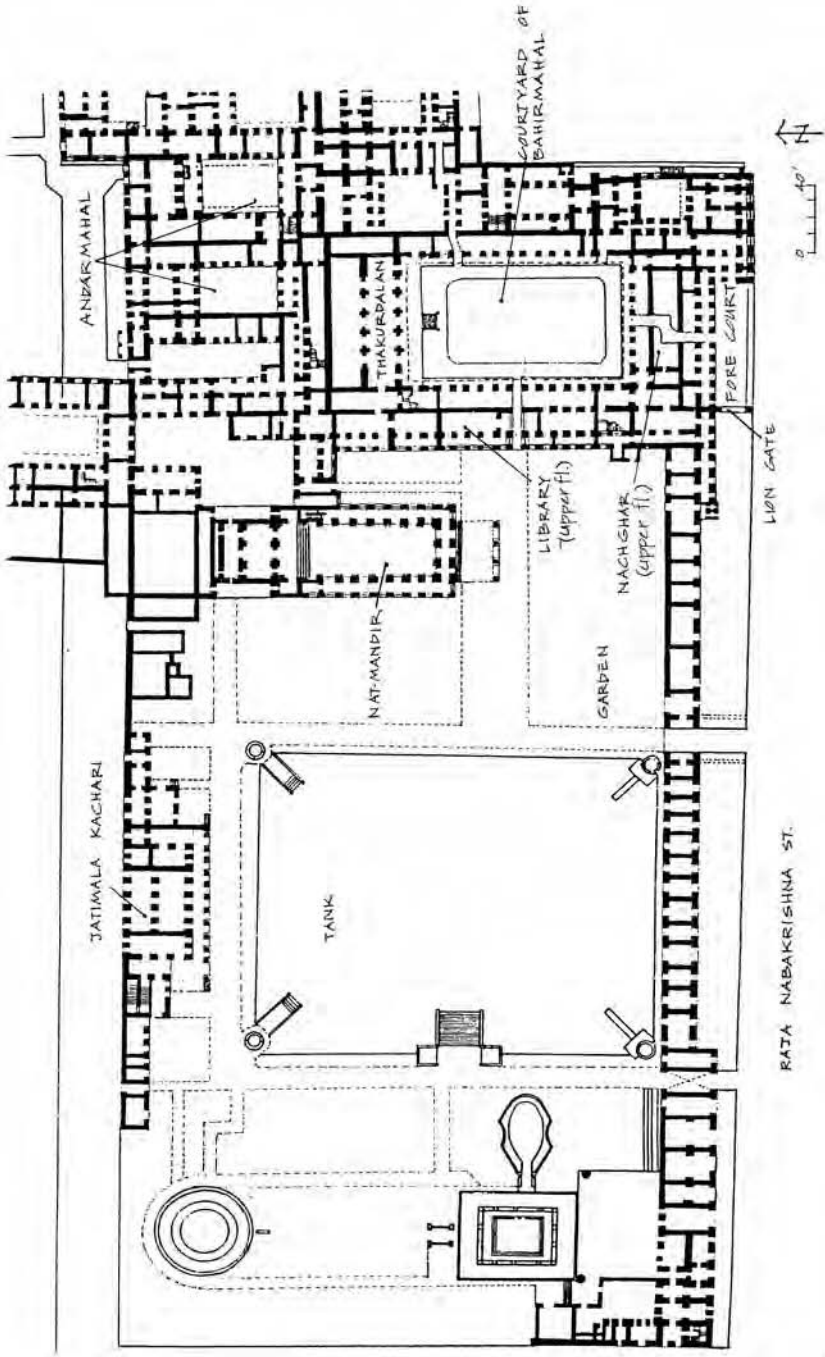 JATIMALA KACHARI
ANDARMAHAL
TANK
NAT-MANDIR
THAKURDALAN
COURTYARD OF
BAHIRMAHAL
LIBRARY
(upper fl.)
GARDEN
NACHGHAR
(upper fl.)
FORE COURT
LION GATE
RAJA NABAKRISHNA ST.
0 40'
N